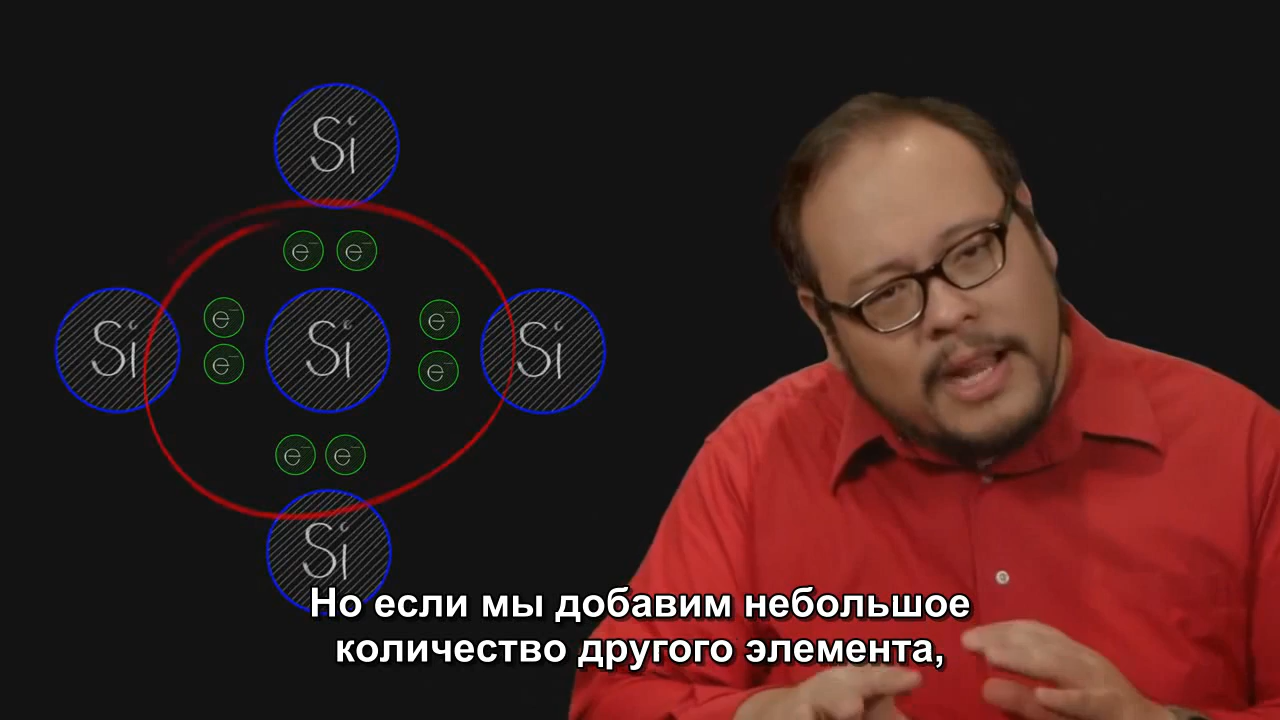 Si
e⁻ e⁻
e⁻ e⁻
Si Si Si
e⁻ e⁻
e⁻ e⁻
Si
Но если мы добавим небольшое
количество другого элемента,